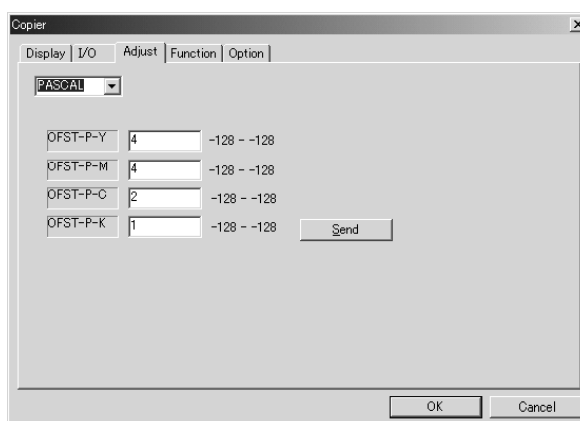 Copier
Display I/O Adjust Function Option
PASCAL
OFST-P-Y 4 -128 - -128
OFST-P-M 4 -128 - -128
OFST-P-C 2 -128 - -128
OFST-P-K 1 -128 - -128 Send
OK Cancel